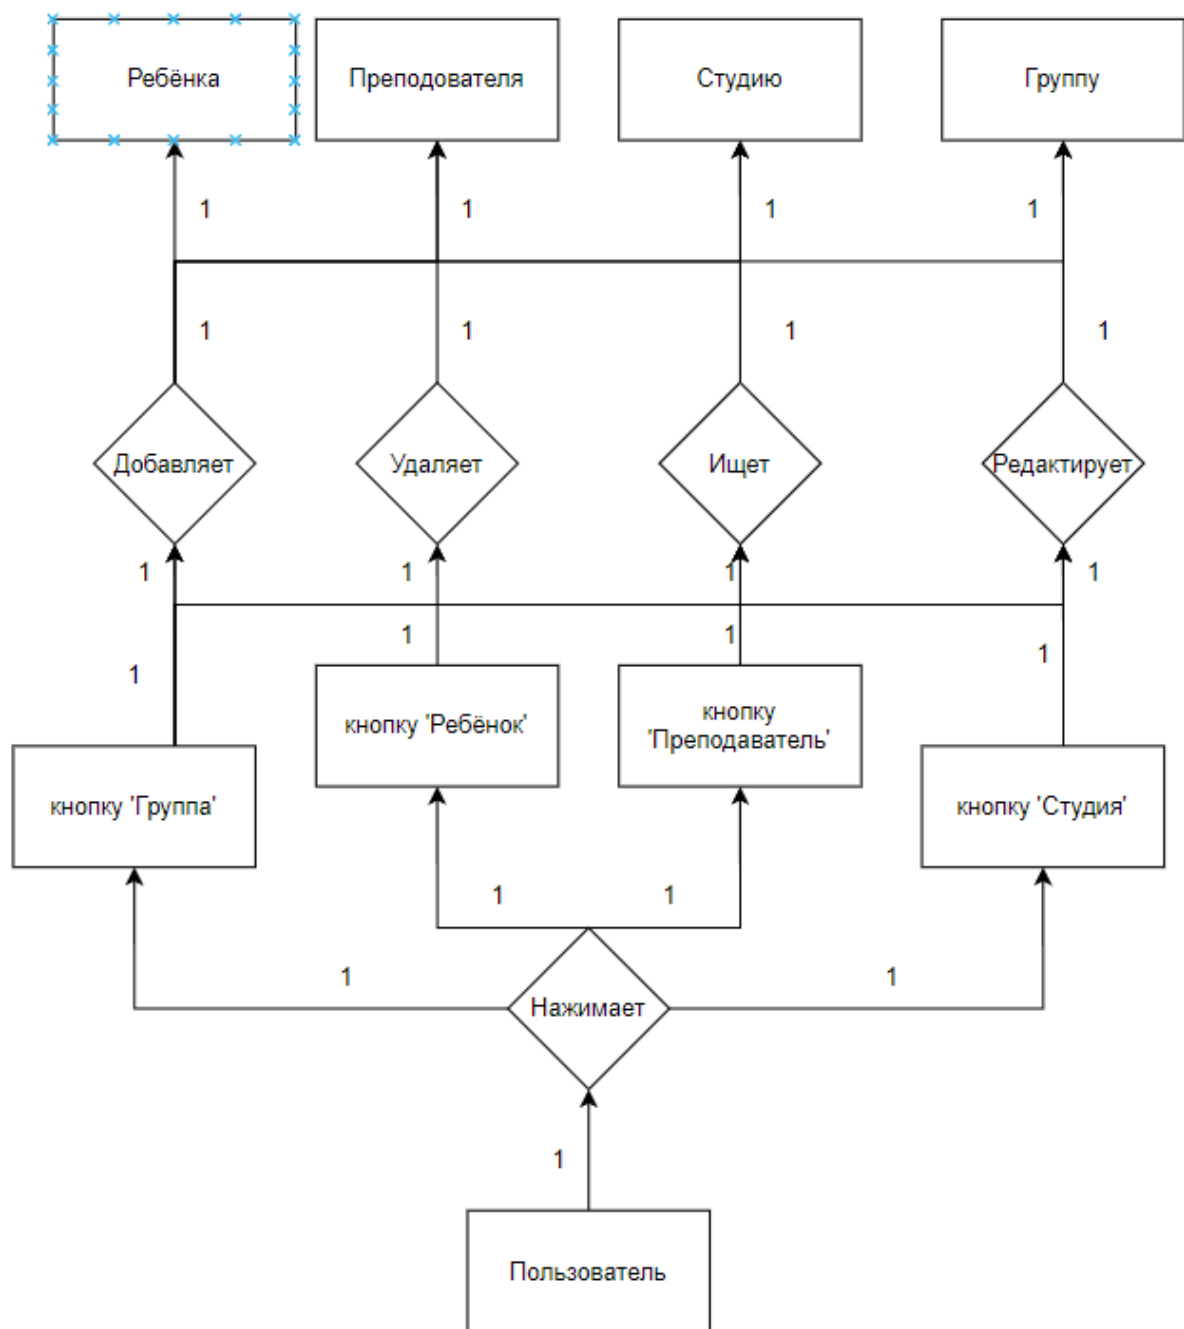 Ребёнка
Преподователя
Студию
Группу
1
1
1
1
1
1
1
1
Добавляет
Удаляет
Ищет
Редактирует
1
1
1
1
1
1
1
1
кнопку 'Ребёнок'
кнопку
'Преподаватель'
кнопку 'Группа'
кнопку 'Студия'
1
1
1
1
Нажимает
1
Пользователь